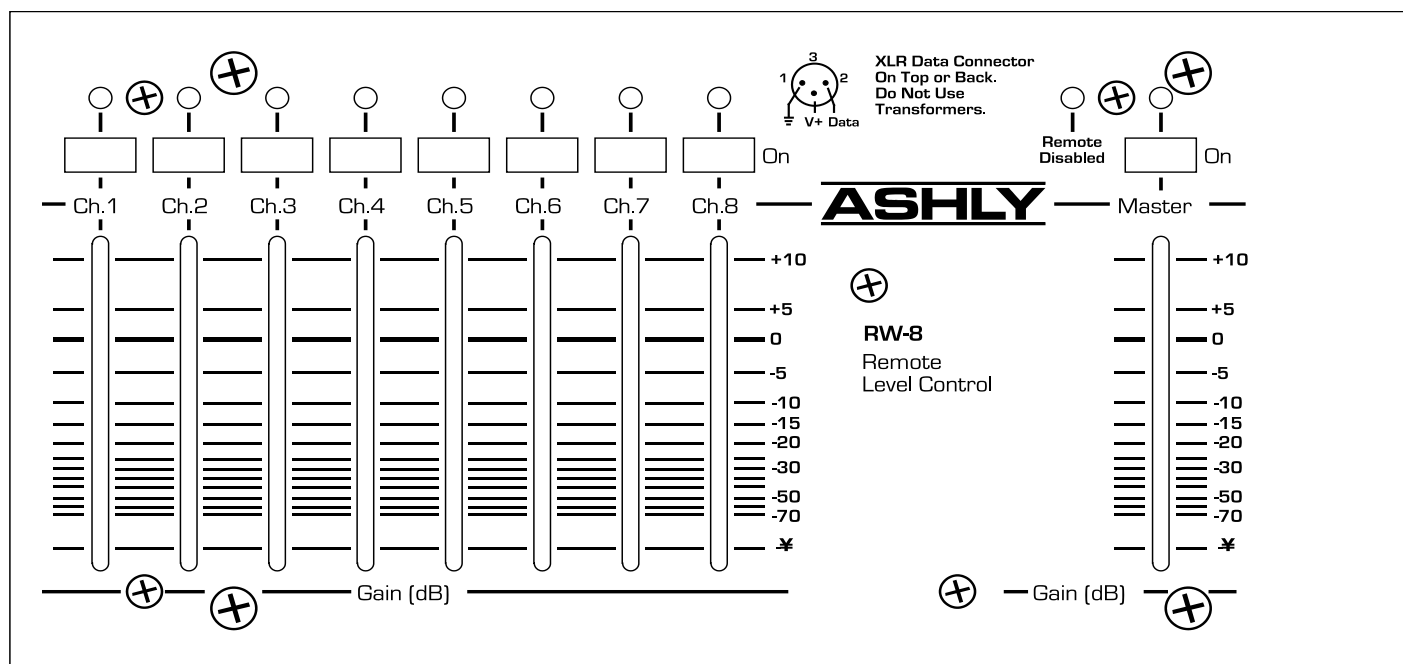 3
1 2
V+ Data
XLR Data Connector
On Top or Back.
Do Not Use
Transformers.
Remote
Disabled
On
On
Ch.1 Ch.2 Ch.3 Ch.4 Ch.5 Ch.6 Ch.7 Ch.8
ASHLY
Master
+10
+5
0
-5
-10
-15
-20
-30
-50
-70
-¥
RW-8
Remote
Level Control
+10
+5
0
-5
-10
-15
-20
-30
-50
-70
-¥
Gain (dB)
Gain (dB)